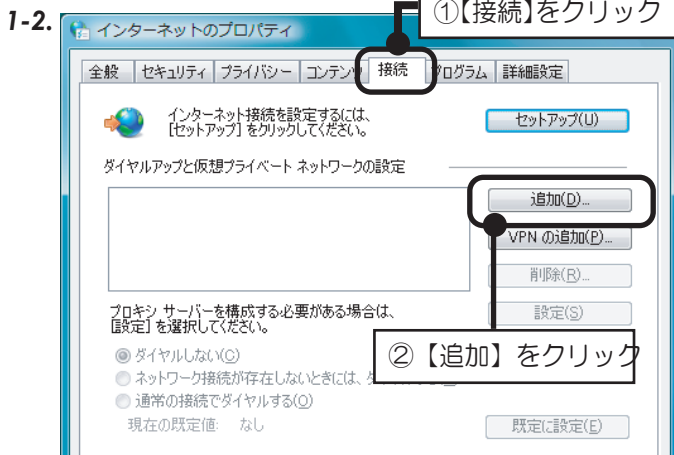 1-2.
①【接続】をクリック
インターネットのプロパティ
全般 セキュリティ プライバシー コンテンツ 接続 プログラム 詳細設定
インターネット接続を設定するには、
[セットアップ] をクリックしてください。
セットアップ(U)
ダイヤルアップと仮想プライベート ネットワークの設定
追加(D)...
VPN の追加(P)...
削除(R)...
設定(S)
プロキシ サーバーを構成する必要がある場合は、
[設定] を選択してください。
②【追加】をクリック
ダイヤルしない(C)
ネットワーク接続が存在しないときには、
通常の接続でダイヤルする(O)
現在の既定値: なし
既定に設定(E)